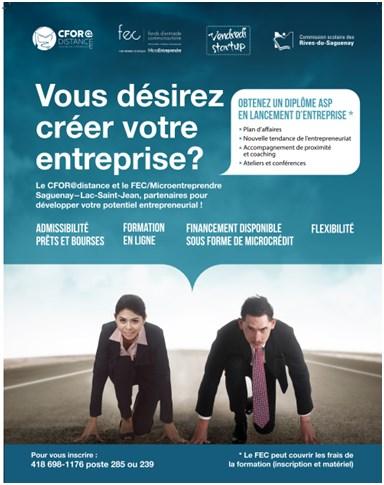 CFOR@
DISTANCE
fec
fonds d'entraide
communautaire
MicroEntreprendre
Vendredi
startup
Commission scolaire des
Rives-du-Saguenay
Vous désirez
créer votre
entreprise?
OBTENEZ UN DIPLÔME ASP
EN LANCEMENT D'ENTREPRISE *
• Plan d'affaires
• Nouvelle tendance de l'entrepreneuriat
• Accompagnement de proximité
et coaching
• Ateliers et conférences
Le CFOR@distance et le FEC/Microentreprendre
Saguenay–Lac-Saint-Jean, partenaires pour
développer votre potentiel entrepreneurial !
ADMISSIBILITÉ
PRÊTS ET BOURSES
FORMATION
EN LIGNE
FINANCEMENT DISPONIBLE
SOUS FORME DE MICROCRÉDIT
FLEXIBILITÉ
Pour vous inscrire :
418 698-1176 poste 285 ou 239
* Le FEC peut couvrir les frais de
la formation (inscription et matériel)